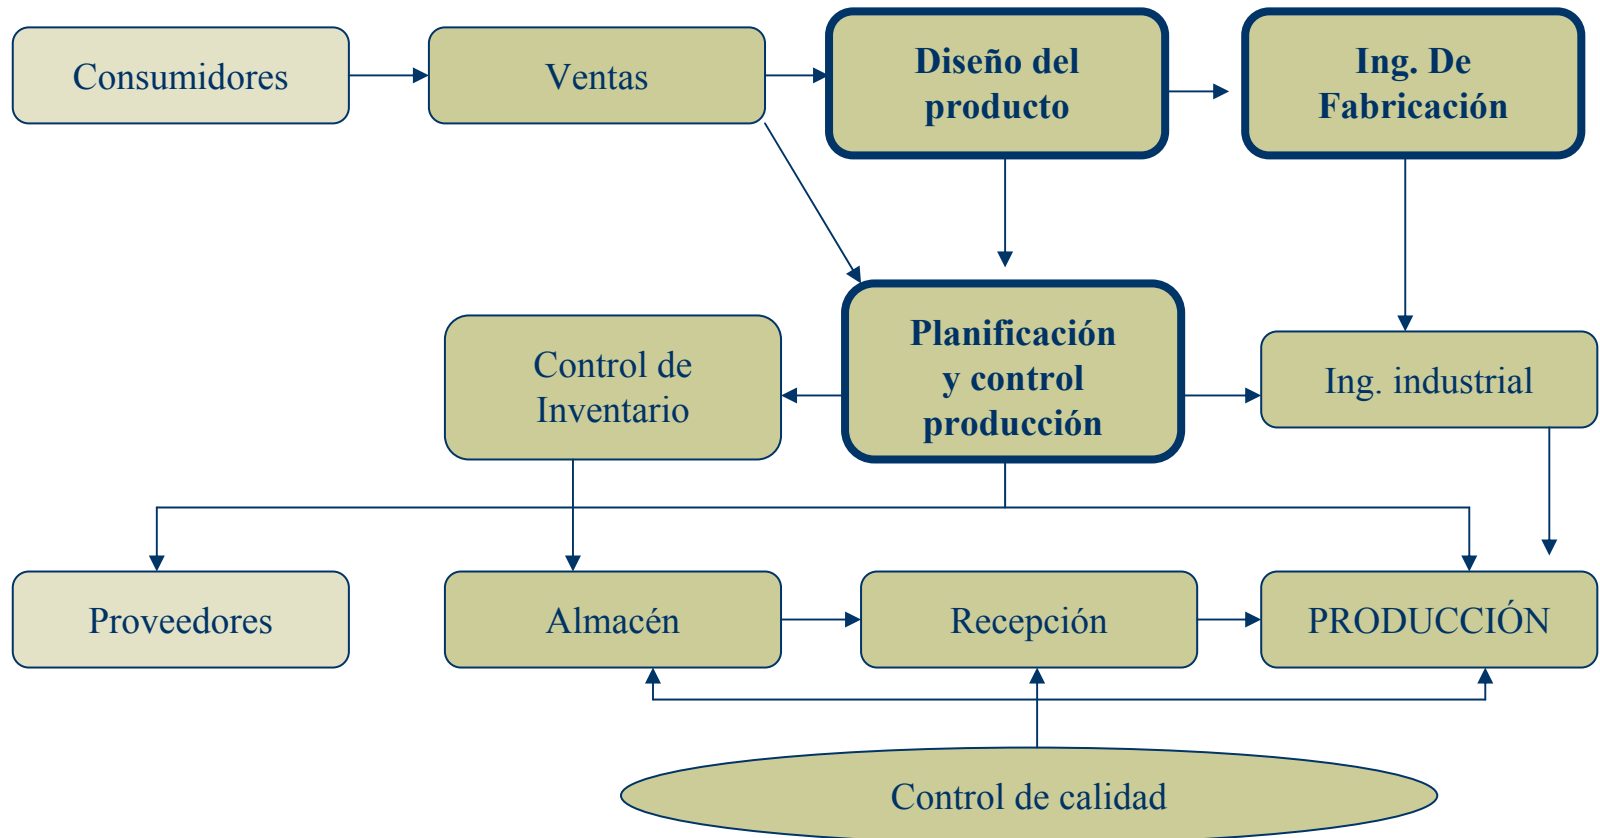 Consumidores
Ventas
Diseño del
producto
Ing. De
Fabricación
Control de
Inventario
Planificación
y control
producción
Ing. industrial
Proveedores
Almacén
Recepción
PRODUCCIÓN
Control de calidad